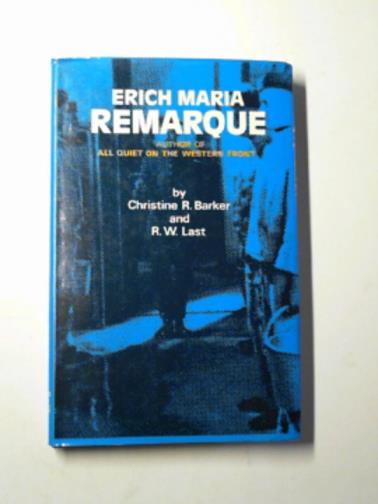 ERICH MARIA
REMARQUE
AUTHOR OF
ALL QUIET ON THE WESTERN FRONT
by
Christine R. Barker
and
R. W. Last